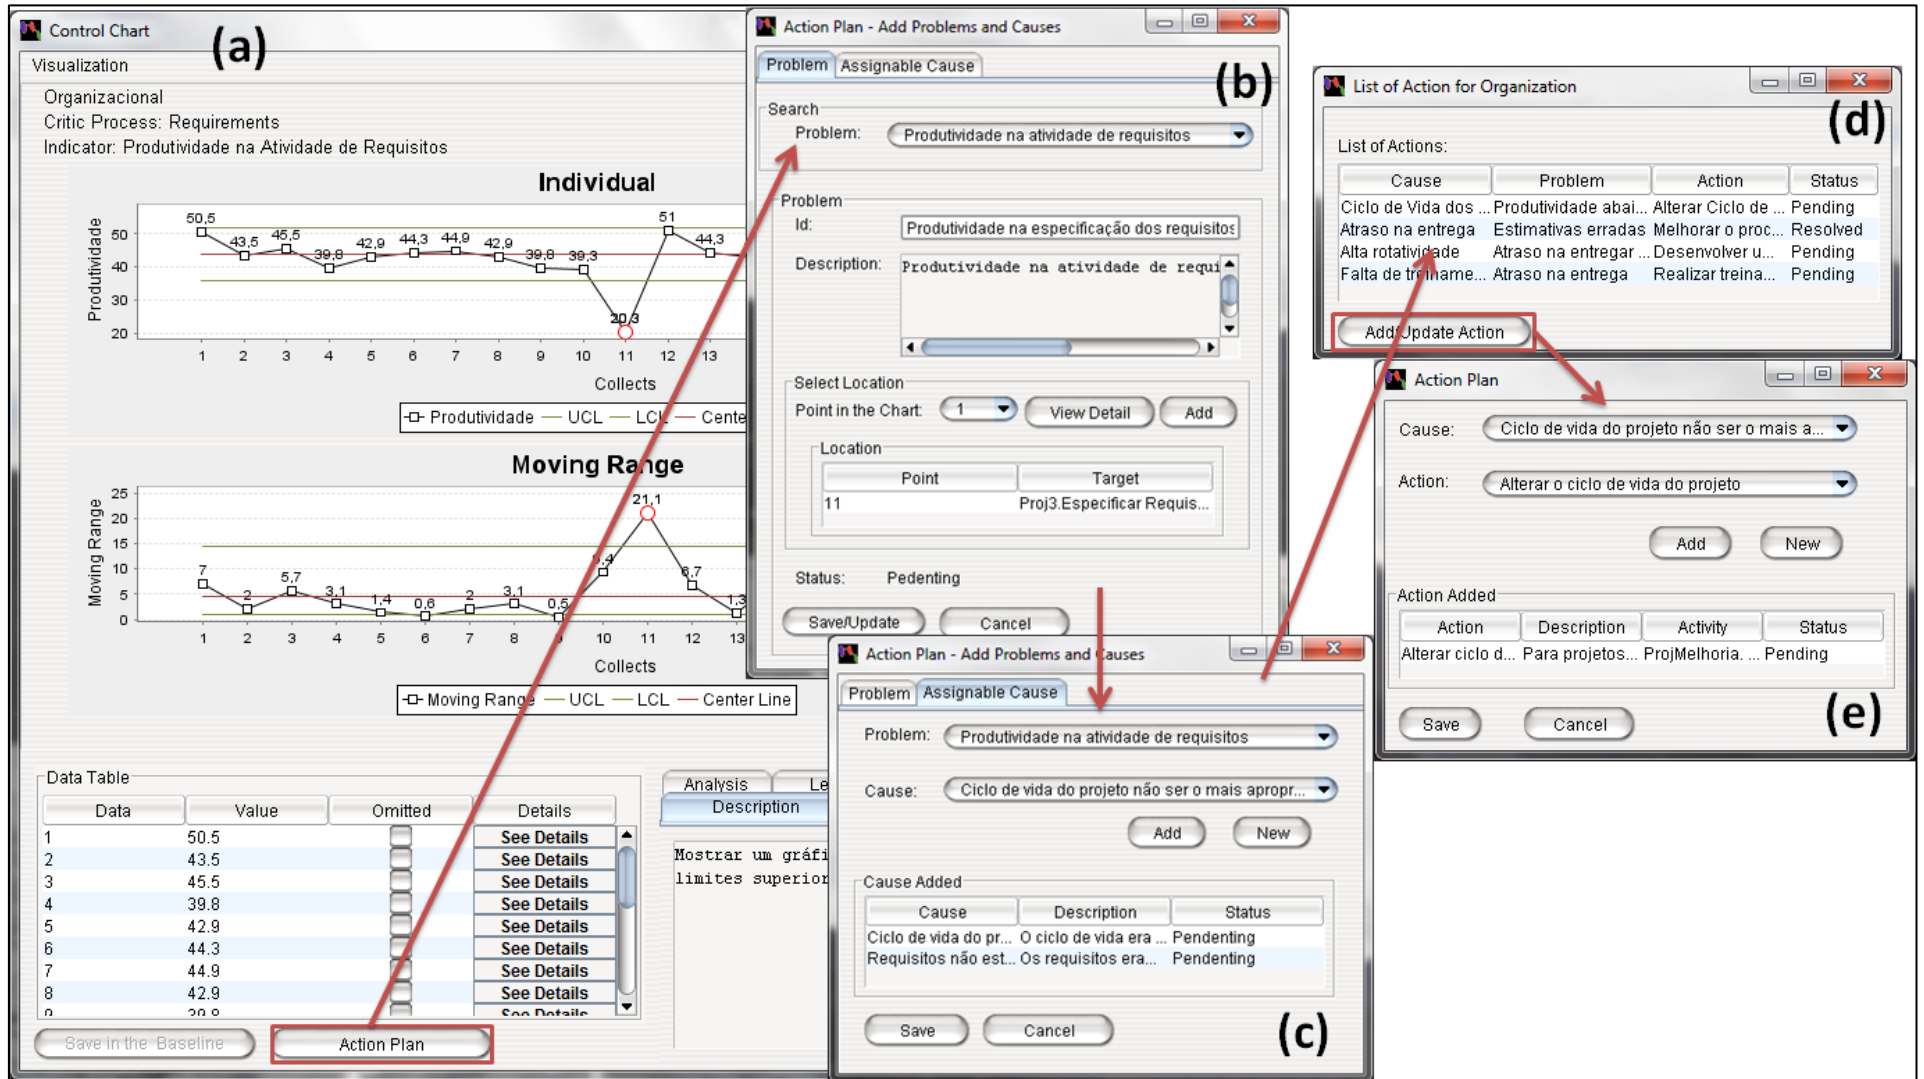 Control Chart
(a)
Visualization
Organizacional
Critic Process: Requirements
Indicator: Produtividade na Atividade de Requisitos
Individual
Produtividade
50
40
30
20
50,5
43,5
45,5
39,8
42,9
44,3
44,9
42,9
39,8
39,3
20,3
51
44,3
1 2 3 4 5 6 7 8 9 10 11 12 13
Collects
Produtividade UCL LCL Cente
Moving Range
Moving Range
25
20
15
10
5
0
7
2
5,7
3,1
1,4
0,6
2
3,1
0,5
21,1
1,3
1 2 3 4 5 6 7 8 9 10 11 12 13
Collects
Moving Range UCL LCL Center Line
Data Table
Data Value Omitted Details
1 50.5 See Details
2 43.5 See Details
3 45.5 See Details
4 39.8 See Details
5 42.9 See Details
6 44.3 See Details
7 44.9 See Details
8 42.9 See Details
Save in the Baseline
Action Plan
Analysis Le
Description
Mostrar um gráfi
limites superior
Action Plan - Add Problems and Causes
(b)
Problem Assignable Cause
Search
Problem: Produtividade na atividade de requisitos
Problem
Id: Produtividade na especificação dos requisitos
Description: Produtividade na atividade de requi
Select Location
Point in the Chart: 1 View Detail Add
Location
Point Target
11 Proj3.Especificar Requis...
Status: Pedenting
Save/Update Cancel
Action Plan - Add Problems and Causes
Problem Assignable Cause
Problem: Produtividade na atividade de requisitos
Cause: Ciclo de vida do projeto não ser o mais apropr...
Add New
Cause Added
Cause Description Status
Ciclo de vida do pr... O ciclo de vida era ... Pendenting
Requisitos não est... Os requisitos era... Pendenting
Save Cancel
(c)
List of Action for Organization
(d)
List of Actions:
Cause Problem Action Status
Ciclo de Vida dos ... Produtividade abai... Alterar Ciclo de ... Pending
Atraso na entrega Estimativas erradas Melhorar o proc... Resolved
Alta rotatividade Atraso na entregar ... Desenvolver u... Pending
Falta de treiname... Atraso na entrega Realizar treina... Pending
Add/Update Action
Action Plan
Cause: Ciclo de vida do projeto não ser o mais a...
Action: Alterar o ciclo de vida do projeto
Add New
Action Added
Action Description Activity Status
Alterar ciclo d... Para projetos... ProjMelhoria. ... Pending
Save Cancel
(e)